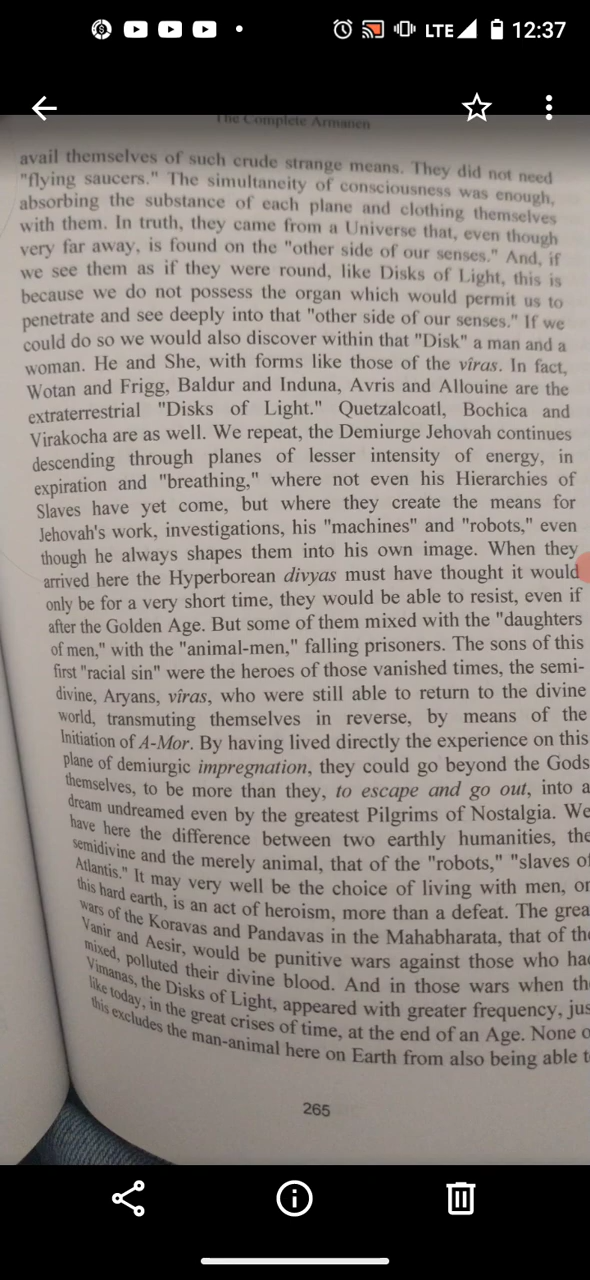 LTE 12:37
The Complete Armanen
avail themselves of such crude strange means. They did not need
"flying saucers." The simultaneity of consciousness was enough,
absorbing the substance of each plane and clothing themselves
with them. In truth, they came from a Universe that, even though
very far away, is found on the "other side of our senses." And, if
we see them as if they were round, like Disks of Light, this is
because we do not possess the organ which would permit us to
penetrate and see deeply into that "other side of our senses." If we
could do so we would also discover within that "Disk" a man and a
woman. He and She, with forms like those of the vîras. In fact,
Wotan and Frigg, Baldur and Induna, Avris and Allouine are the
extraterrestrial "Disks of Light." Quetzalcoatl, Bochica and
Virakocha are as well. We repeat, the Demiurge Jehovah continues
descending through planes of lesser intensity of energy, in
expiration and "breathing," where not even his Hierarchies of
Slaves have yet come, but where they create the means for
Jehovah's work, investigations, his "machines" and "robots," even
though he always shapes them into his own image. When they
arrived here the Hyperborean divyas must have thought it would
only be for a very short time, they would be able to resist, even if
after the Golden Age. But some of them mixed with the "daughters
of men," with the "animal-men," falling prisoners. The sons of this
first "racial sin" were the heroes of those vanished times, the semi-
divine, Aryans, vîras, who were still able to return to the divine
world, transmuting themselves in reverse, by means of the
Initiation of A-Mor. By having lived directly the experience on this
plane of demiurgic impregnation, they could go beyond the Gods
themselves, to be more than they, to escape and go out, into a
dream undreamed even by the greatest Pilgrims of Nostalgia. We
have here the difference between two earthly humanities, the
semidivine and the merely animal, that of the "robots," "slaves of
Atlantis." It may very well be the choice of living with men, or
this hard earth, is an act of heroism, more than a defeat. The grea
wars of the Koravas and Pandavas in the Mahabharata, that of the
Vanir and Aesir, would be punitive wars against those who had
mixed, polluted their divine blood. And in those wars when th
Vimanas, the Disks of Light, appeared with greater frequency, jus
like today, in the great crises of time, at the end of an Age. None o
this excludes the man-animal here on Earth from also being able t
265